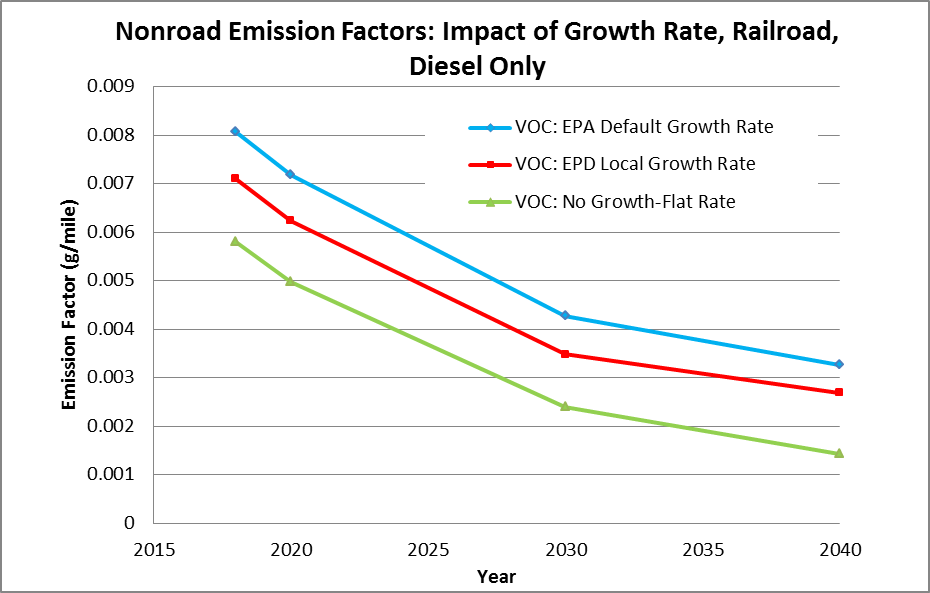 Nonroad Emission Factors: Impact of Growth Rate, Railroad,
Diesel Only
0.009
0.008
0.007
0.006
0.005
0.004
0.003
0.002
0.001
0
Emission Factor (g/mile)
VOC: EPA Default Growth Rate
VOC: EPD Local Growth Rate
VOC: No Growth-Flat Rate
2015 2020 2025 2030 2035 2040
Year